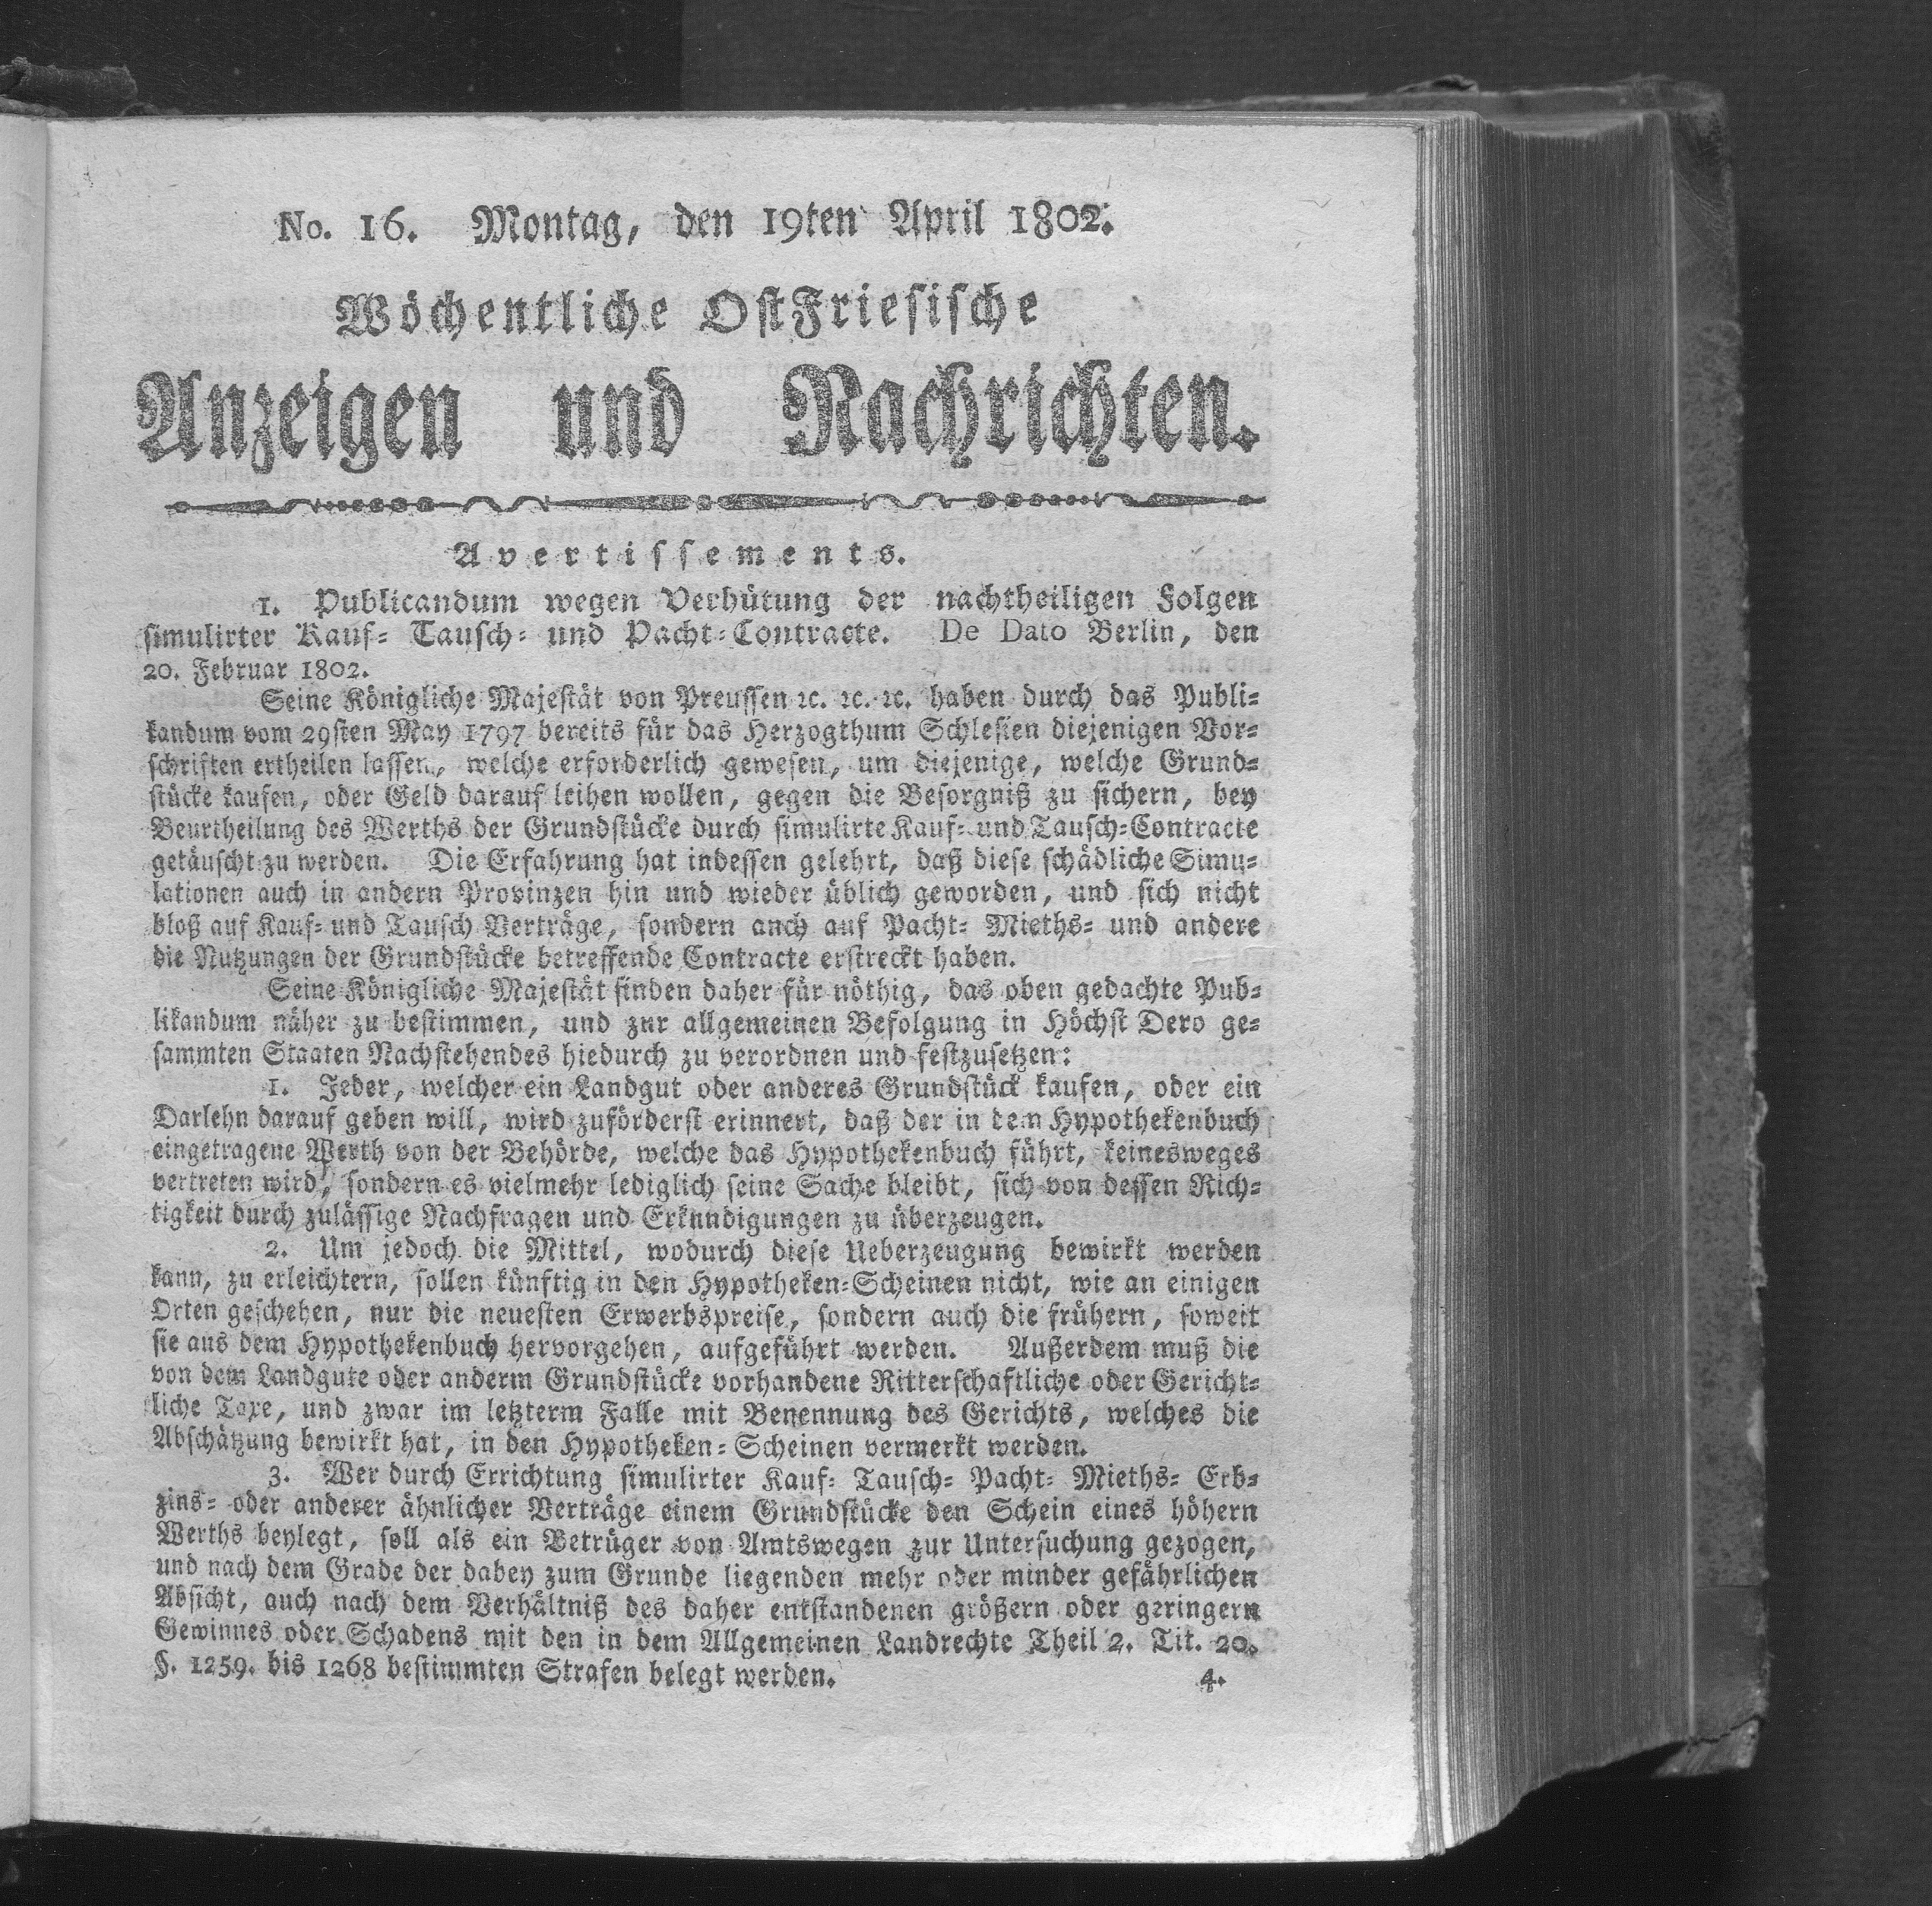 No. 16. Montag, den 19ten April 1802.
Wöchentliche OstFriesische
Anzeigen und Nachrichten.
Avertissements.
1. Publicandum wegen Verhütung der nachtheiligen Folgen
simulirter Kauf- Tausch- und Pacht-Contracte. De Dato Berlin, den
20. Februar 1802.
Seine Königliche Majestät von Preussen ꝛc. ꝛc. ꝛc. haben durch das Publi-
kandum vom 29sten May 1797 bereits für das Herzogthum Schlesien diejenigen Vor-
schriften ertheilen lassen, welche erforderlich gewesen, um diejenige, welche Grund-
stücke kaufen, oder Geld darauf leihen wollen, gegen die Besorgniß zu sichern, bey
Beurtheilung des Werths der Grundstücke durch simulirte Kauf- und Tausch-Contracte
getäuscht zu werden. Die Erfahrung hat indessen gelehrt, daß diese schädliche Simu-
lationen auch in andern Provinzen hin und wieder üblich geworden, und sich nicht
bloß auf Kauf- und Tausch Verträge, sondern anch auf Pacht- Mieths- und andere
die Nutzungen der Grundstücke betreffende Contracte erstreckt haben.
Seine Königliche Majestät finden daher für nöthig, das oben gedachte Pub-
likandum näher zu bestimmen, und zur allgemeinen Befolgung in Höchst Dero ge-
sammten Staaten Nachstehendes hiedurch zu verordnen und festzusetzen:
1. Jeder, welcher ein Landgut oder anderes Grundstück kaufen, oder ein
Darlehn darauf geben will, wird zuförderst erinnert, daß der in dem Hypothekenbuch
eingetragene Werth von der Behörde, welche das Hypothekenbuch führt, keinesweges
vertreten wird, sondern es vielmehr lediglich seine Sache bleibt, sich von dessen Rich-
tigkeit durch zulässige Nachfragen und Erknndigungen zu überzeugen.
2. Um jedoch die Mittel, wodurch diese Ueberzeugung bewirkt werden
kann, zu erleichtern, sollen künftig in den Hypotheken-Scheinen nicht, wie an einigen
Orten geschehen, nur die neuesten Erwerbspreise, sondern auch die frühern, soweit
sie aus dem Hypothekenbuch hervorgehen, aufgeführt werden. Außerdem muß die
von dem Landgute oder anderm Grundstücke vorhandene Ritterschaftliche oder Gericht-
liche Taxe, und zwar im letzterm Falle mit Benennung des Gerichts, welches die
Abschätzung bewirkt hat, in den Hypotheken-Scheinen vermerkt werden.
3. Wer durch Errichtung simulirter Kauf- Tausch- Pacht- Mieths- Erb-
zins- oder anderer ähnlicher Verträge einem Grundstücke den Schein eines höhern
Werths beylegt, soll als ein Betrüger von Amtswegen zur Untersuchung gezogen,
und nach dem Grade der dabey zum Grunde liegenden mehr oder minder gefährlichen
Absicht, auch nach dem Verhältniß des daher entstandenen größern oder geringern
Gewinnes oder Schadens mit den in dem Allgemeinen Landrechte Theil 2. Tit. 20.
§. 1259. bis 1268 bestimmten Strafen belegt werden.
4.